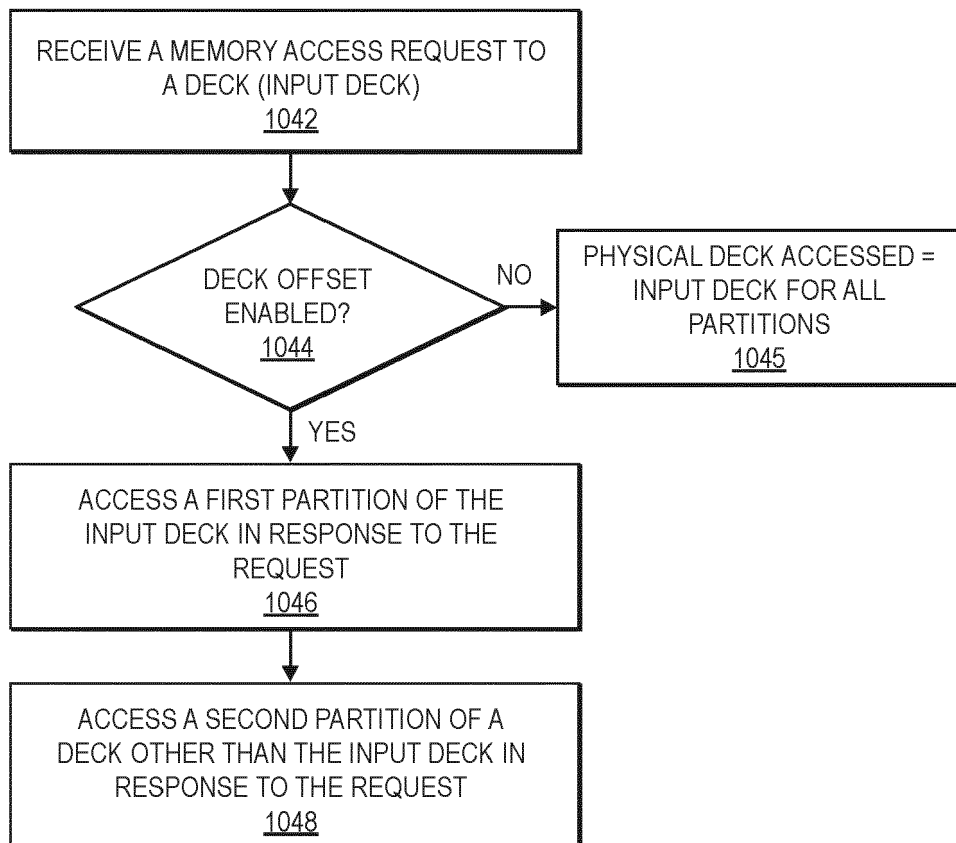 RECEIVE A MEMORY ACCESS REQUEST TO
A DECK (INPUT DECK)
1042
DECK OFFSET
ENABLED?
1044
NO
PHYSICAL DECK ACCESSED =
INPUT DECK FOR ALL
PARTITIONS
1045
YES
ACCESS A FIRST PARTITION OF THE
INPUT DECK IN RESPONSE TO THE
REQUEST
1046
ACCESS A SECOND PARTITION OF A
DECK OTHER THAN THE INPUT DECK IN
RESPONSE TO THE REQUEST
1048